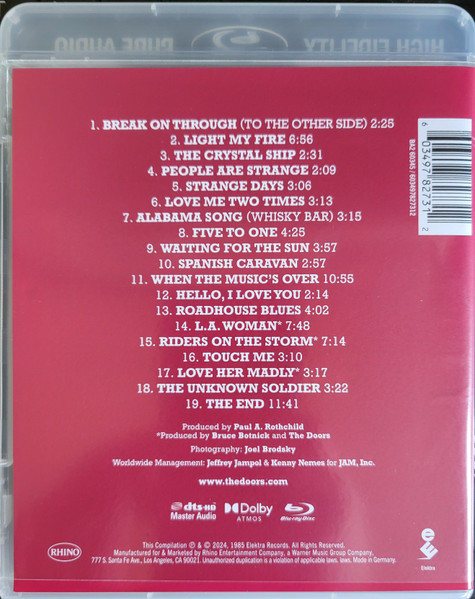 HIGH FIDELITY
PURE AUDIO
1. BREAK ON THROUGH (TO THE OTHER SIDE) 2:25
2. LIGHT MY FIRE 6:56
3. THE CRYSTAL SHIP 2:31
4. PEOPLE ARE STRANGE 2:09
5. STRANGE DAYS 3:06
6. LOVE ME TWO TIMES 3:13
7. ALABAMA SONG (WHISKY BAR) 3:15
8. FIVE TO ONE 4:25
9. WAITING FOR THE SUN 3:57
10. SPANISH CARAVAN 2:57
11. WHEN THE MUSIC'S OVER 10:55
12. HELLO, I LOVE YOU 2:14
13. ROADHOUSE BLUES 4:02
14. L.A. WOMAN* 7:48
15. RIDERS ON THE STORM* 7:14
16. TOUCH ME 3:10
17. LOVE HER MADLY* 3:17
18. THE UNKNOWN SOLDIER 3:22
19. THE END 11:41
BA2 60345 / 603497827312
6 03497 82731 2
Produced by Paul A. Rothchild
*Produced by Bruce Botnick and The Doors
Photography: Joel Brodsky
Worldwide Management: Jeffrey Jampol & Kenny Nemes for JAM, Inc.
www.thedoors.com
dts-HD
Master Audio
Dolby
ATMOS
Blu-ray Disc
RHINO
This Compilation ℗ & © 2024, 1985 Elektra Records. All Rights Reserved.
Manufactured for & Marketed by Rhino Entertainment Company, a Warner Music Group Company.
777 S. Santa Fe Ave., Los Angeles, CA 90021. Unauthorized duplication is a violation of applicable laws. Made in Germany.
Elektra